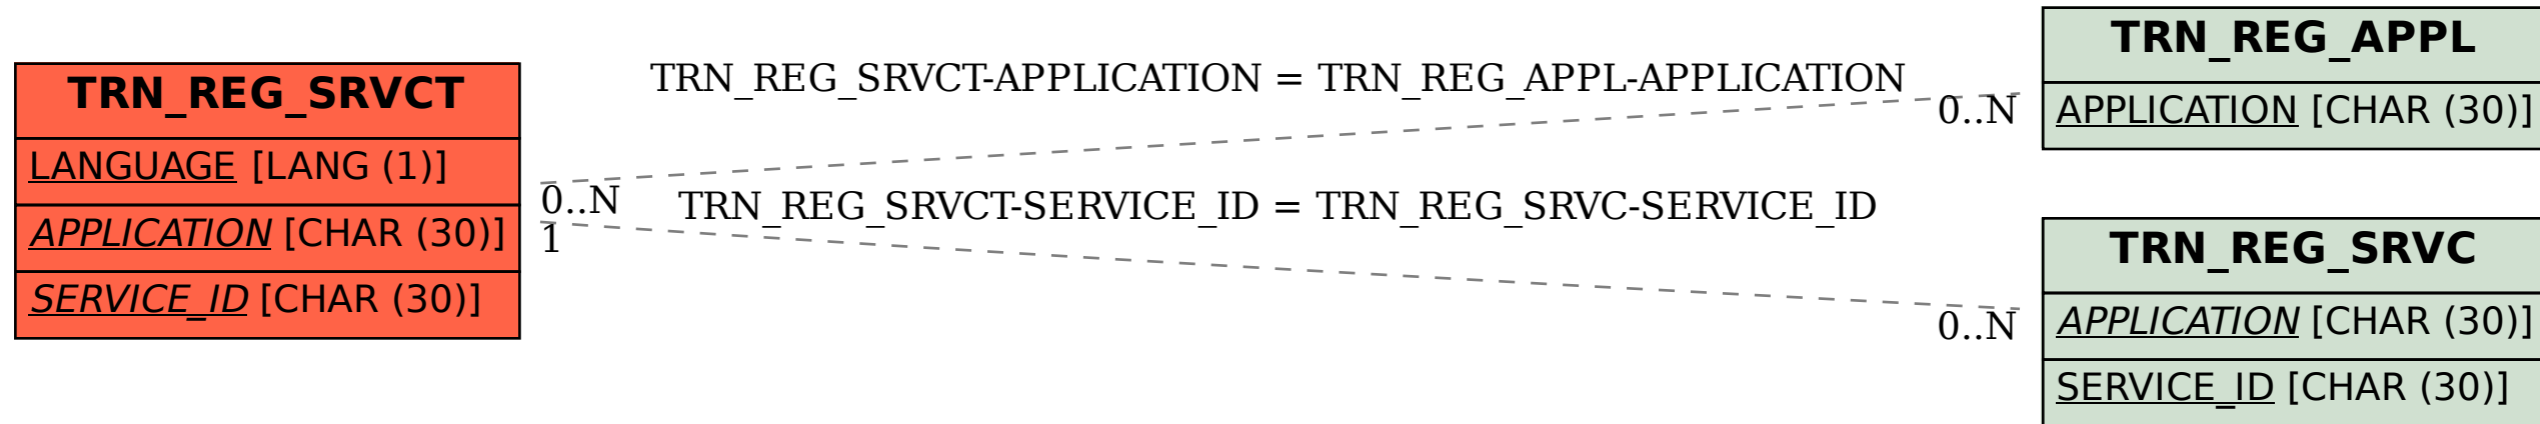 TRN_REG_SRVCT
LANGUAGE [LANG (1)]
APPLICATION [CHAR (30)]
SERVICE_ID [CHAR (30)]
TRN_REG_SRVCT-APPLICATION = TRN_REG_APPL-APPLICATION
0..N
0..N
TRN_REG_SRVCT-SERVICE_ID = TRN_REG_SRVC-SERVICE_ID
1
0..N
TRN_REG_APPL
APPLICATION [CHAR (30)]
TRN_REG_SRVC
APPLICATION [CHAR (30)]
SERVICE_ID [CHAR (30)]